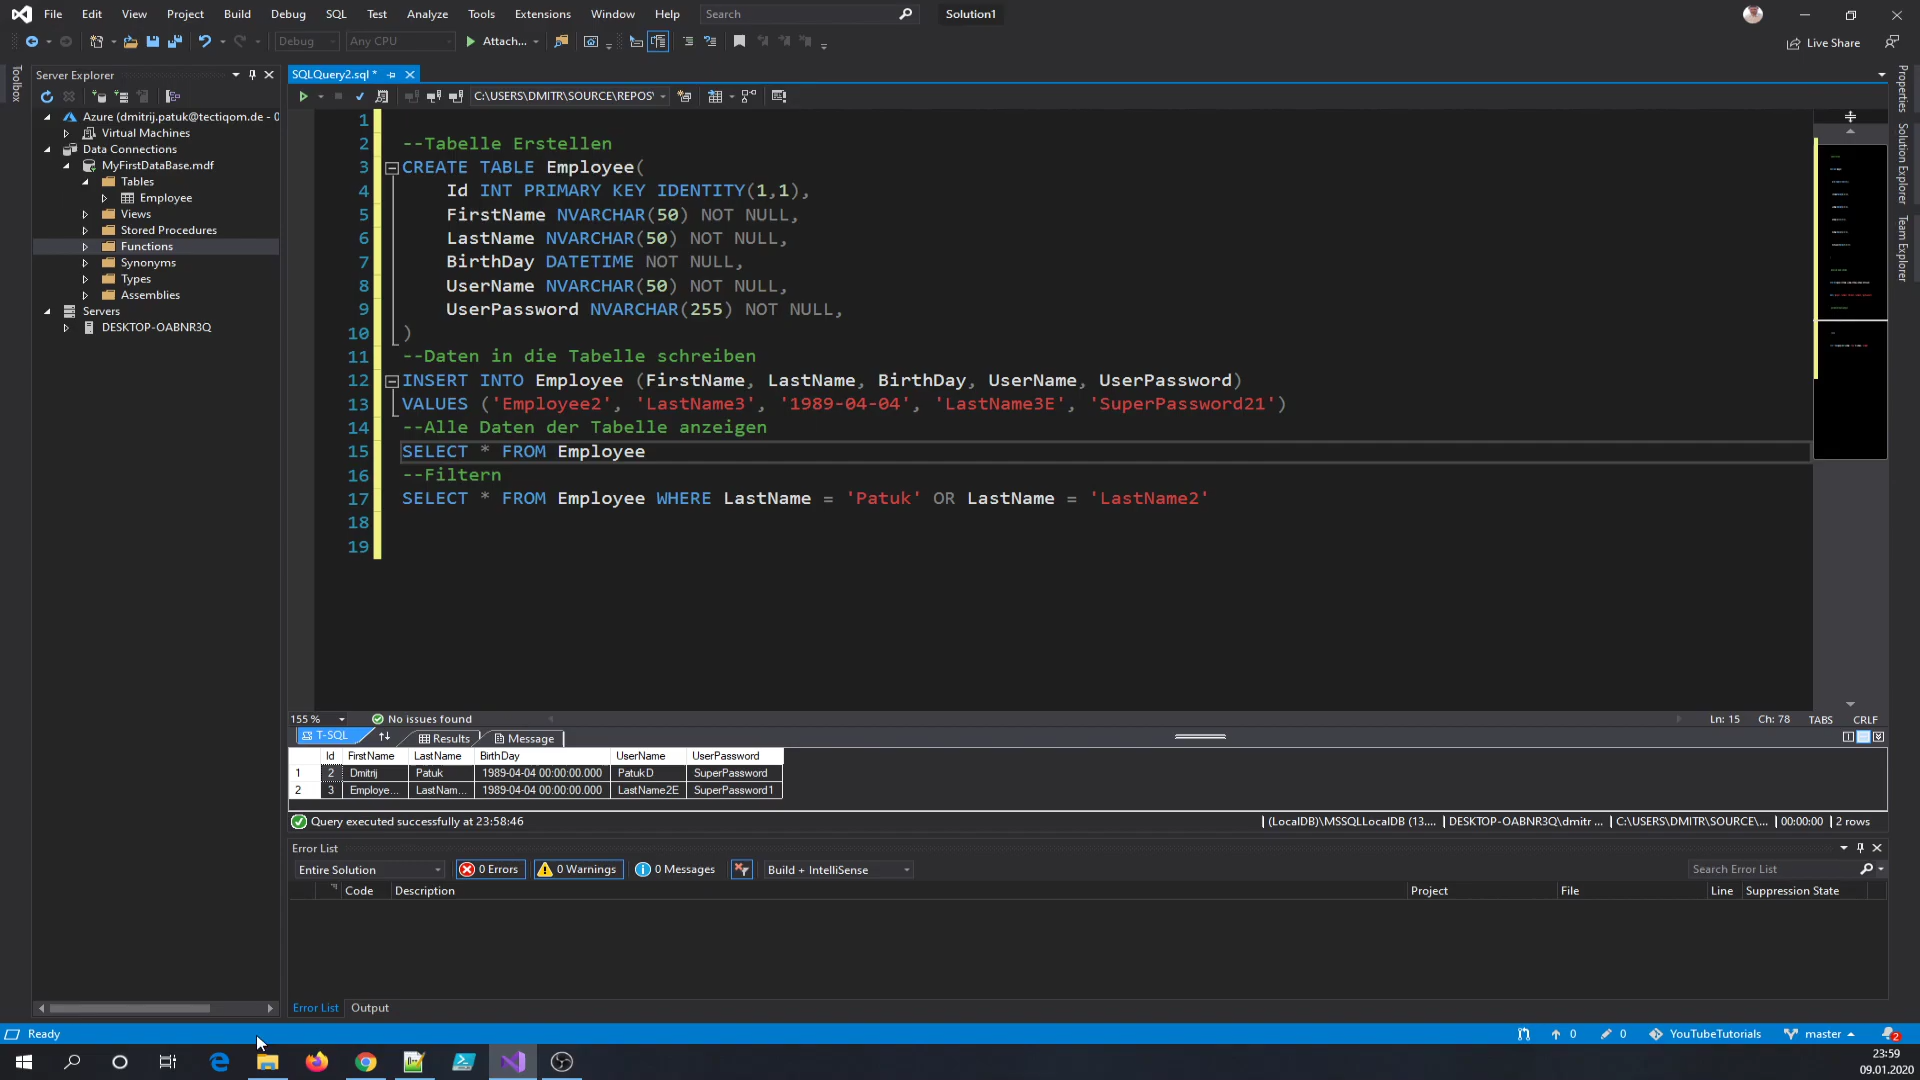 File Edit View Project Build Debug SQL Test Analyze Tools Extensions Window Help Search Solution1
Debug Any CPU Attach... Live Share
Toolbox
Server Explorer
Azure (dmitrij.patuk@tectiqom.de - 0
Virtual Machines
Data Connections
MyFirstDataBase.mdf
Tables
Employee
Views
Stored Procedures
Functions
Synonyms
Types
Assemblies
Servers
DESKTOP-OABNR3Q
SQLQuery2.sql *
C:\USERS\DMITR\SOURCE\REPOS\
1
2 --Tabelle Erstellen
3 CREATE TABLE Employee(
4 Id INT PRIMARY KEY IDENTITY(1,1),
5 FirstName NVARCHAR(50) NOT NULL,
6 LastName NVARCHAR(50) NOT NULL,
7 BirthDay DATETIME NOT NULL,
8 UserName NVARCHAR(50) NOT NULL,
9 UserPassword NVARCHAR(255) NOT NULL,
10 )
11 --Daten in die Tabelle schreiben
12 INSERT INTO Employee (FirstName, LastName, BirthDay, UserName, UserPassword)
13 VALUES ('Employee2', 'LastName3', '1989-04-04', 'LastName3E', 'SuperPassword21')
14 --Alle Daten der Tabelle anzeigen
15 SELECT * FROM Employee
16 --Filtern
17 SELECT * FROM Employee WHERE LastName = 'Patuk' OR LastName = 'LastName2'
18
19
Properties
Solution Explorer
Team Explorer
155 % No issues found Ln: 15 Ch: 78 TABS CRLF
T-SQL Results Message
Id FirstName LastName BirthDay UserName UserPassword
1 2 Dmitrij Patuk 1989-04-04 00:00:00.000 PatukD SuperPassword
2 3 Employe... LastNam... 1989-04-04 00:00:00.000 LastName2E SuperPassword1
Query executed successfully at 23:58:46 (LocalDB)\MSSQLLocalDB (13.... DESKTOP-OABNR3Q\dmitr ... C:\USERS\DMITR\SOURCE\... 00:00:00 2 rows
Error List
Entire Solution 0 Errors 0 Warnings 0 Messages Build + IntelliSense Search Error List
Code Description Project File Line Suppression State
Error List Output
Ready 0 0 YouTubeTutorials master 2
23:59
09.01.2020